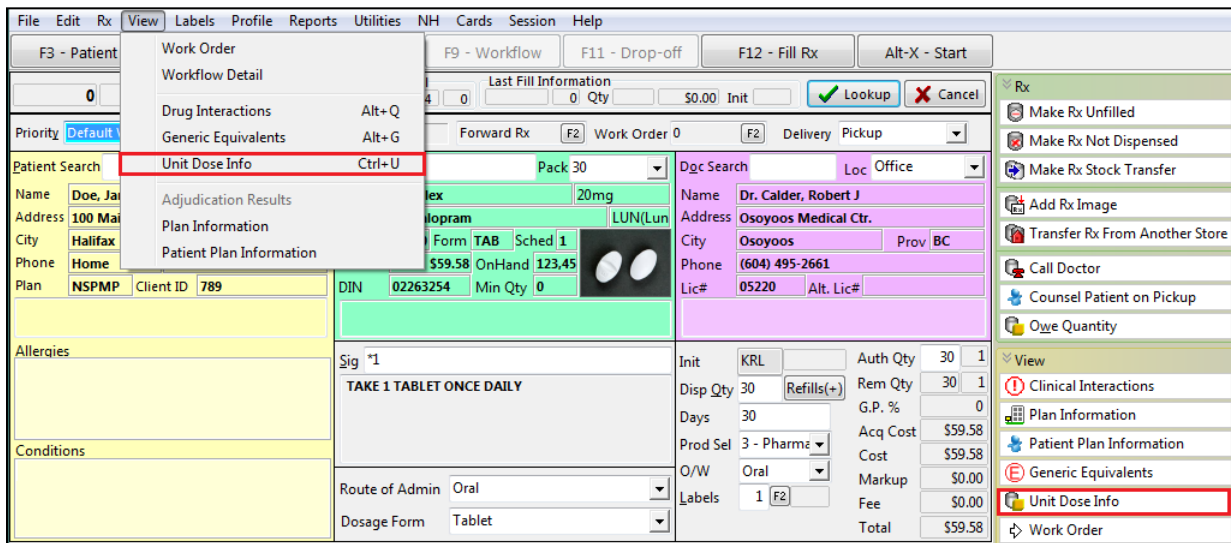 File Edit Rx View Labels Profile Reports Utilities NH Cards Session Help
F3 - Patient F9 - Workflow F11 - Drop-off F12 - Fill Rx Alt-X - Start
Work Order
Workflow Detail
Drug Interactions Alt+Q
Generic Equivalents Alt+G
Unit Dose Info Ctrl+U
Adjudication Results
Plan Information
Patient Plan Information
0 4 0 Last Fill Information 0 Qty $0.00 Init Lookup Cancel
Priority Default Forward Rx F2 Work Order 0 F2 Delivery Pickup
Patient Search
Name Doe,
Address 100
City Halifax
Phone Home
Plan NSPMP Client ID 789
Pack 30
20mg
Form TAB Sched 1
$59.58 OnHand 123,45
DIN 02263254 Min Qty 0
Doc Search Loc Office
Name Dr. Calder, Robert J
Address Osoyoos Medical Ctr.
City Osoyoos Prov BC
Phone (604) 495-2661
Lic# 05220 Alt. Lic#
Allergies
Conditions
Sig *1
TAKE 1 TABLET ONCE DAILY
Route of Admin Oral
Dosage Form Tablet
Init KRL Auth Qty 30 1
Disp Qty 30 Refills(+) Rem Qty 30 1
Days 30 G.P. % 0
Acq Cost $59.58
Prod Sel 3 - Pharma Cost $59.58
O/W Oral Markup $0.00
Labels 1 F2 Fee $0.00
Total $59.58
Rx
Make Rx Unfilled
Make Rx Not Dispensed
Make Rx Stock Transfer
Add Rx Image
Transfer Rx From Another Store
Call Doctor
Counsel Patient on Pickup
Owe Quantity
View
Clinical Interactions
Plan Information
Patient Plan Information
Generic Equivalents
Unit Dose Info
Work Order